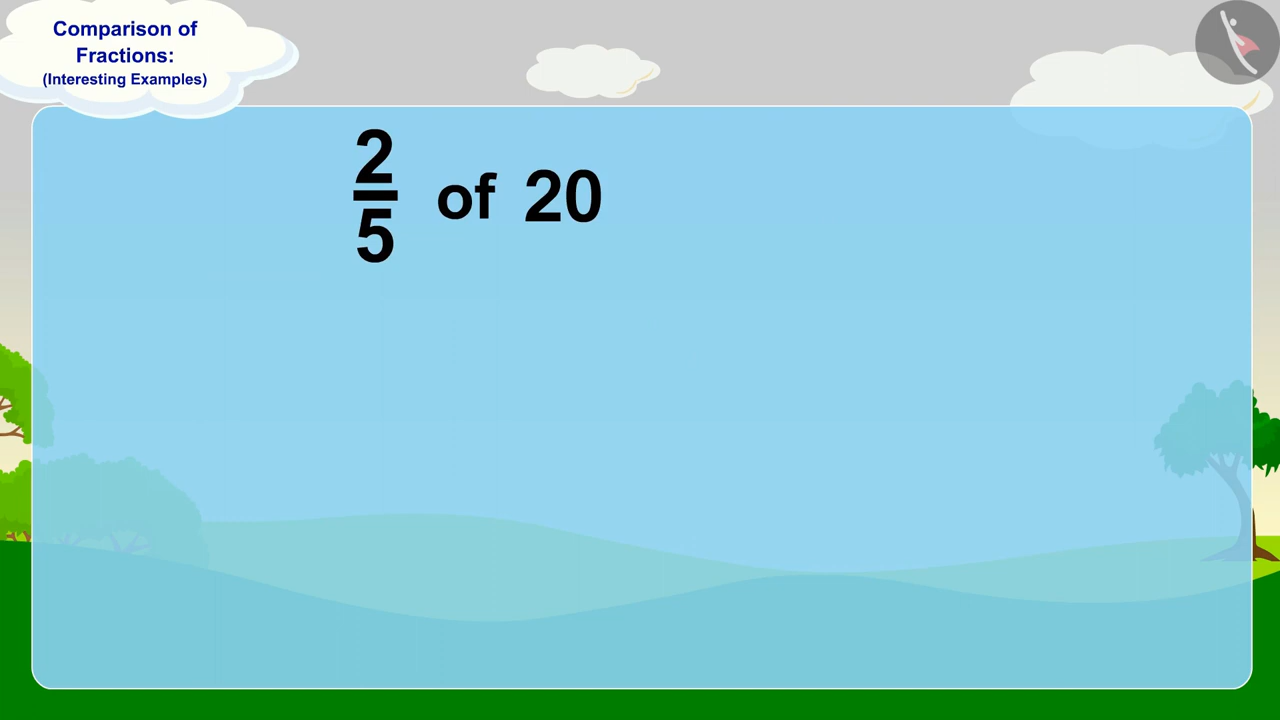 Comparison of
Fractions:
(Interesting Examples)
2/5 of 20